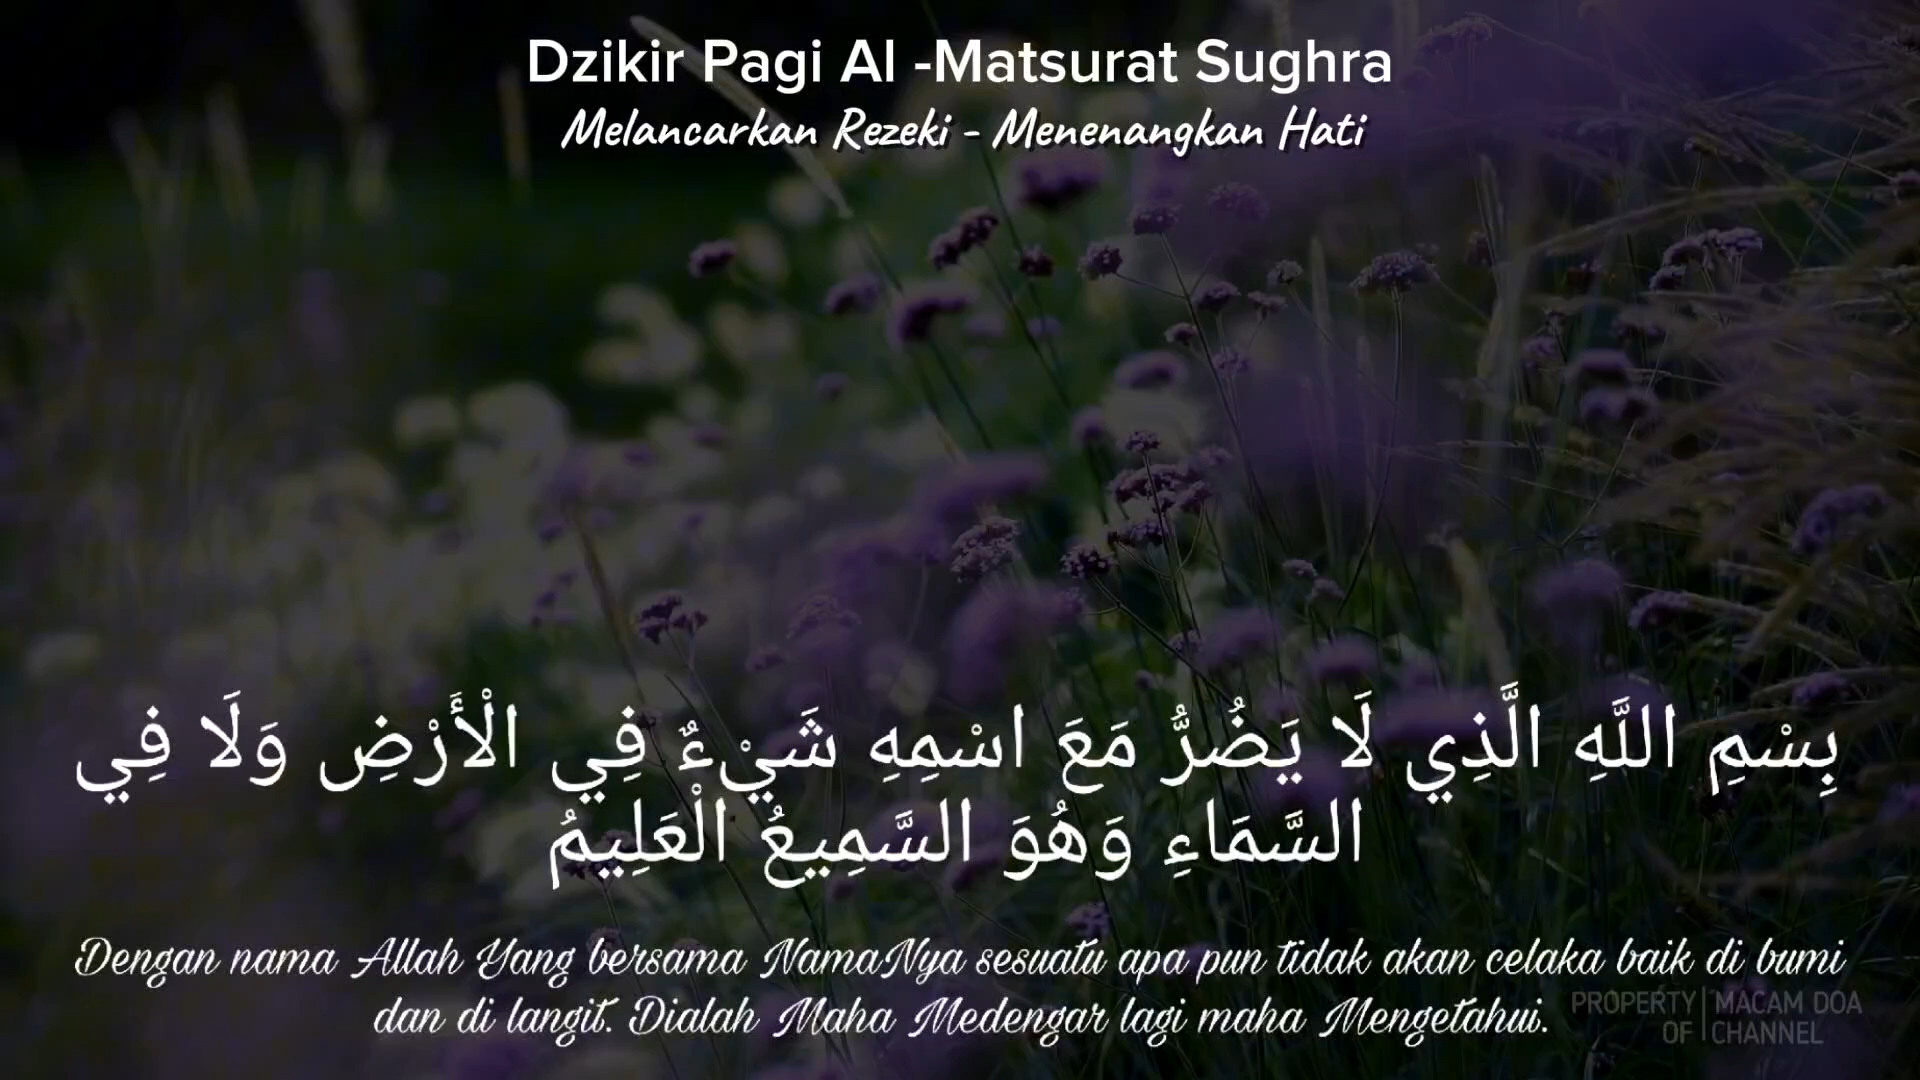 Dzikir Pagi Al -Matsurat Sughra
Melancarkan Rezeki - Menenangkan Hati
بِسْمِ اللَّهِ الَّذِي لَا يَضُرُّ مَعَ اسْمِهِ شَيْءٌ فِي الْأَرْضِ وَلَا فِي
السَّمَاءِ وَهُوَ السَّمِيعُ الْعَلِيمُ
Dengan nama Allah Yang bersama NamaNya sesuatu apa pun tidak akan celaka baik di bumi
dan di langit. Dialah Maha Medengar lagi maha Mengetahui.
PROPERTY OF | MACAM DOA CHANNEL